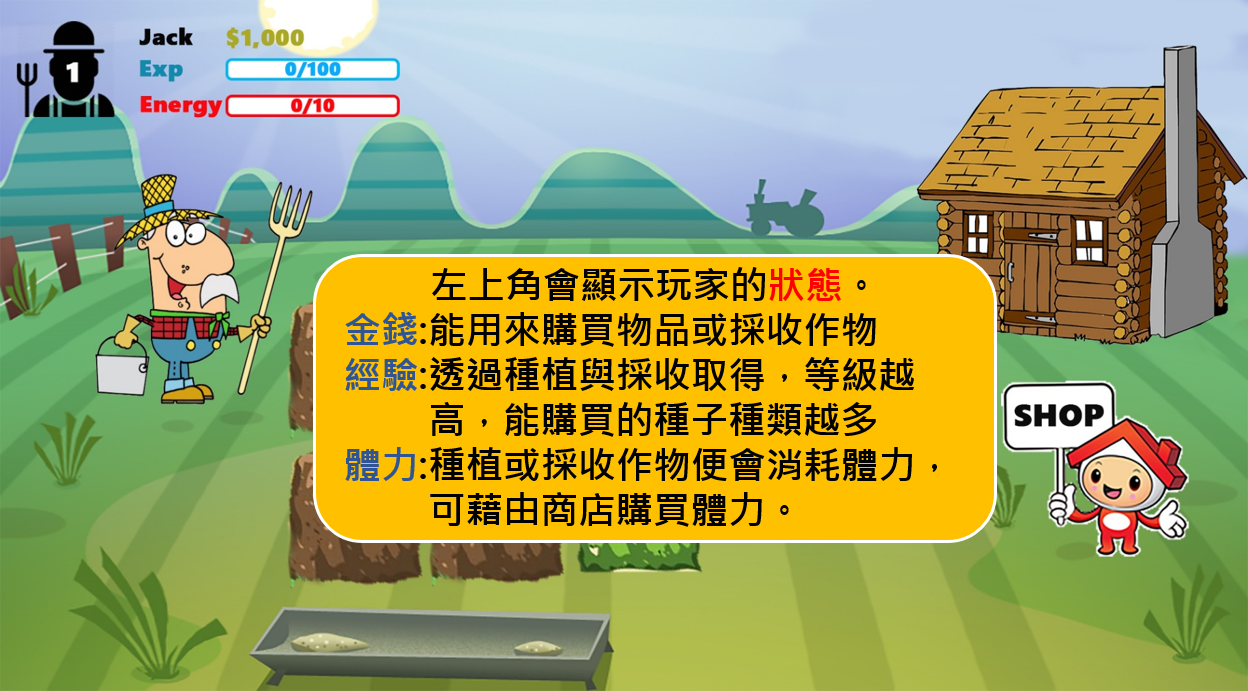 Jack $1,000
1
Exp 0/100
Energy 0/10
左上角會顯示玩家的狀態。
金錢:能用來購買物品或採收作物
經驗:透過種植與採收取得，等級越
高，能購買的種子種類越多
體力:種植或採收作物便會消耗體力，
可藉由商店購買體力。
SHOP